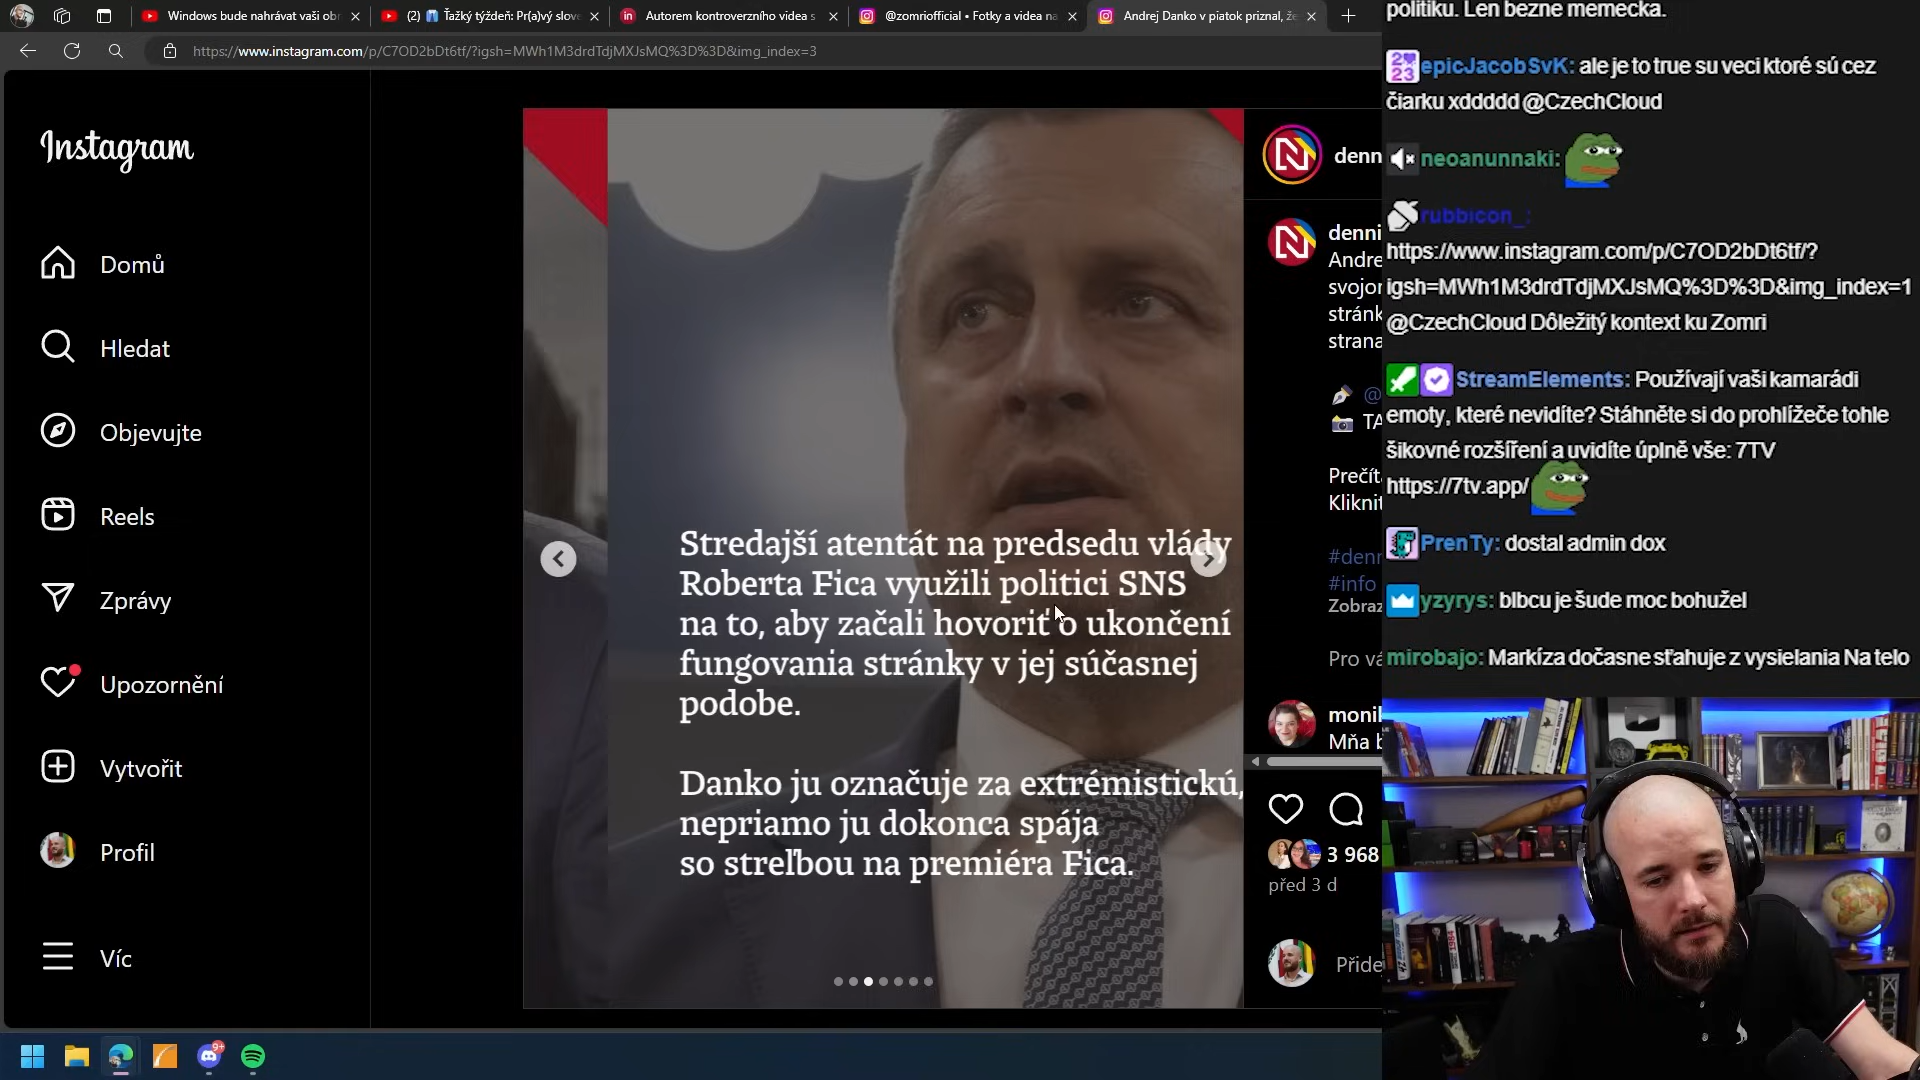 Windows bude nahrávat vaši obr
(2) Ťažký týždeň: Pr(a)vý slove
Autorem kontroverzního videa s
@zomriofficial • Fotky a videa na
Andrej Danko v piatok priznal, že
https://www.instagram.com/p/C7OD2bDt6tf/?igsh=MWh1M3drdTdjMXJsMQ%3D%3D&img_index=3
Instagram
Domů
Hledat
Objevujte
Reels
Zprávy
Upozornění
Vytvořit
Profil
Víc
Stredajší atentát na predsedu vlády
Roberta Fica využili politici SNS
na to, aby začali hovoriť o ukončení
fungovania stránky v jej súčasnej
podobe.
Danko ju označuje za extrémistickú,
nepriamo ju dokonca spája
so streľbou na premiéra Fica.
denn
denni
Andre
svojor
stránk
strana
@
TA
Prečít
Kliknit
#denn
#info
Zobraz
Pro vá
monik
Mňa b
3 968
před 3 d
Přide
politiku. Len bezne memecka.
epicJacobSvK: ale je to true su veci ktoré sú cez
čiarku xddddd @CzechCloud
neoanunnaki:
rubbicon_:
https://www.instagram.com/p/C7OD2bDt6tf/?
igsh=MWh1M3drdTdjMXJsMQ%3D%3D&img_index=1
@CzechCloud Dôležitý kontext ku Zomri
StreamElements: Používají vaši kamarádi
emoty, které nevidíte? Stáhněte si do prohlížeče tohle
šikovné rozšíření a uvidíte úplně vše: 7TV
https://7tv.app/
PrenTy: dostal admin dox
yzyrys: blbcu je šude moc bohužel
mirobajo: Markíza dočasne sťahuje z vysielania Na telo
9+